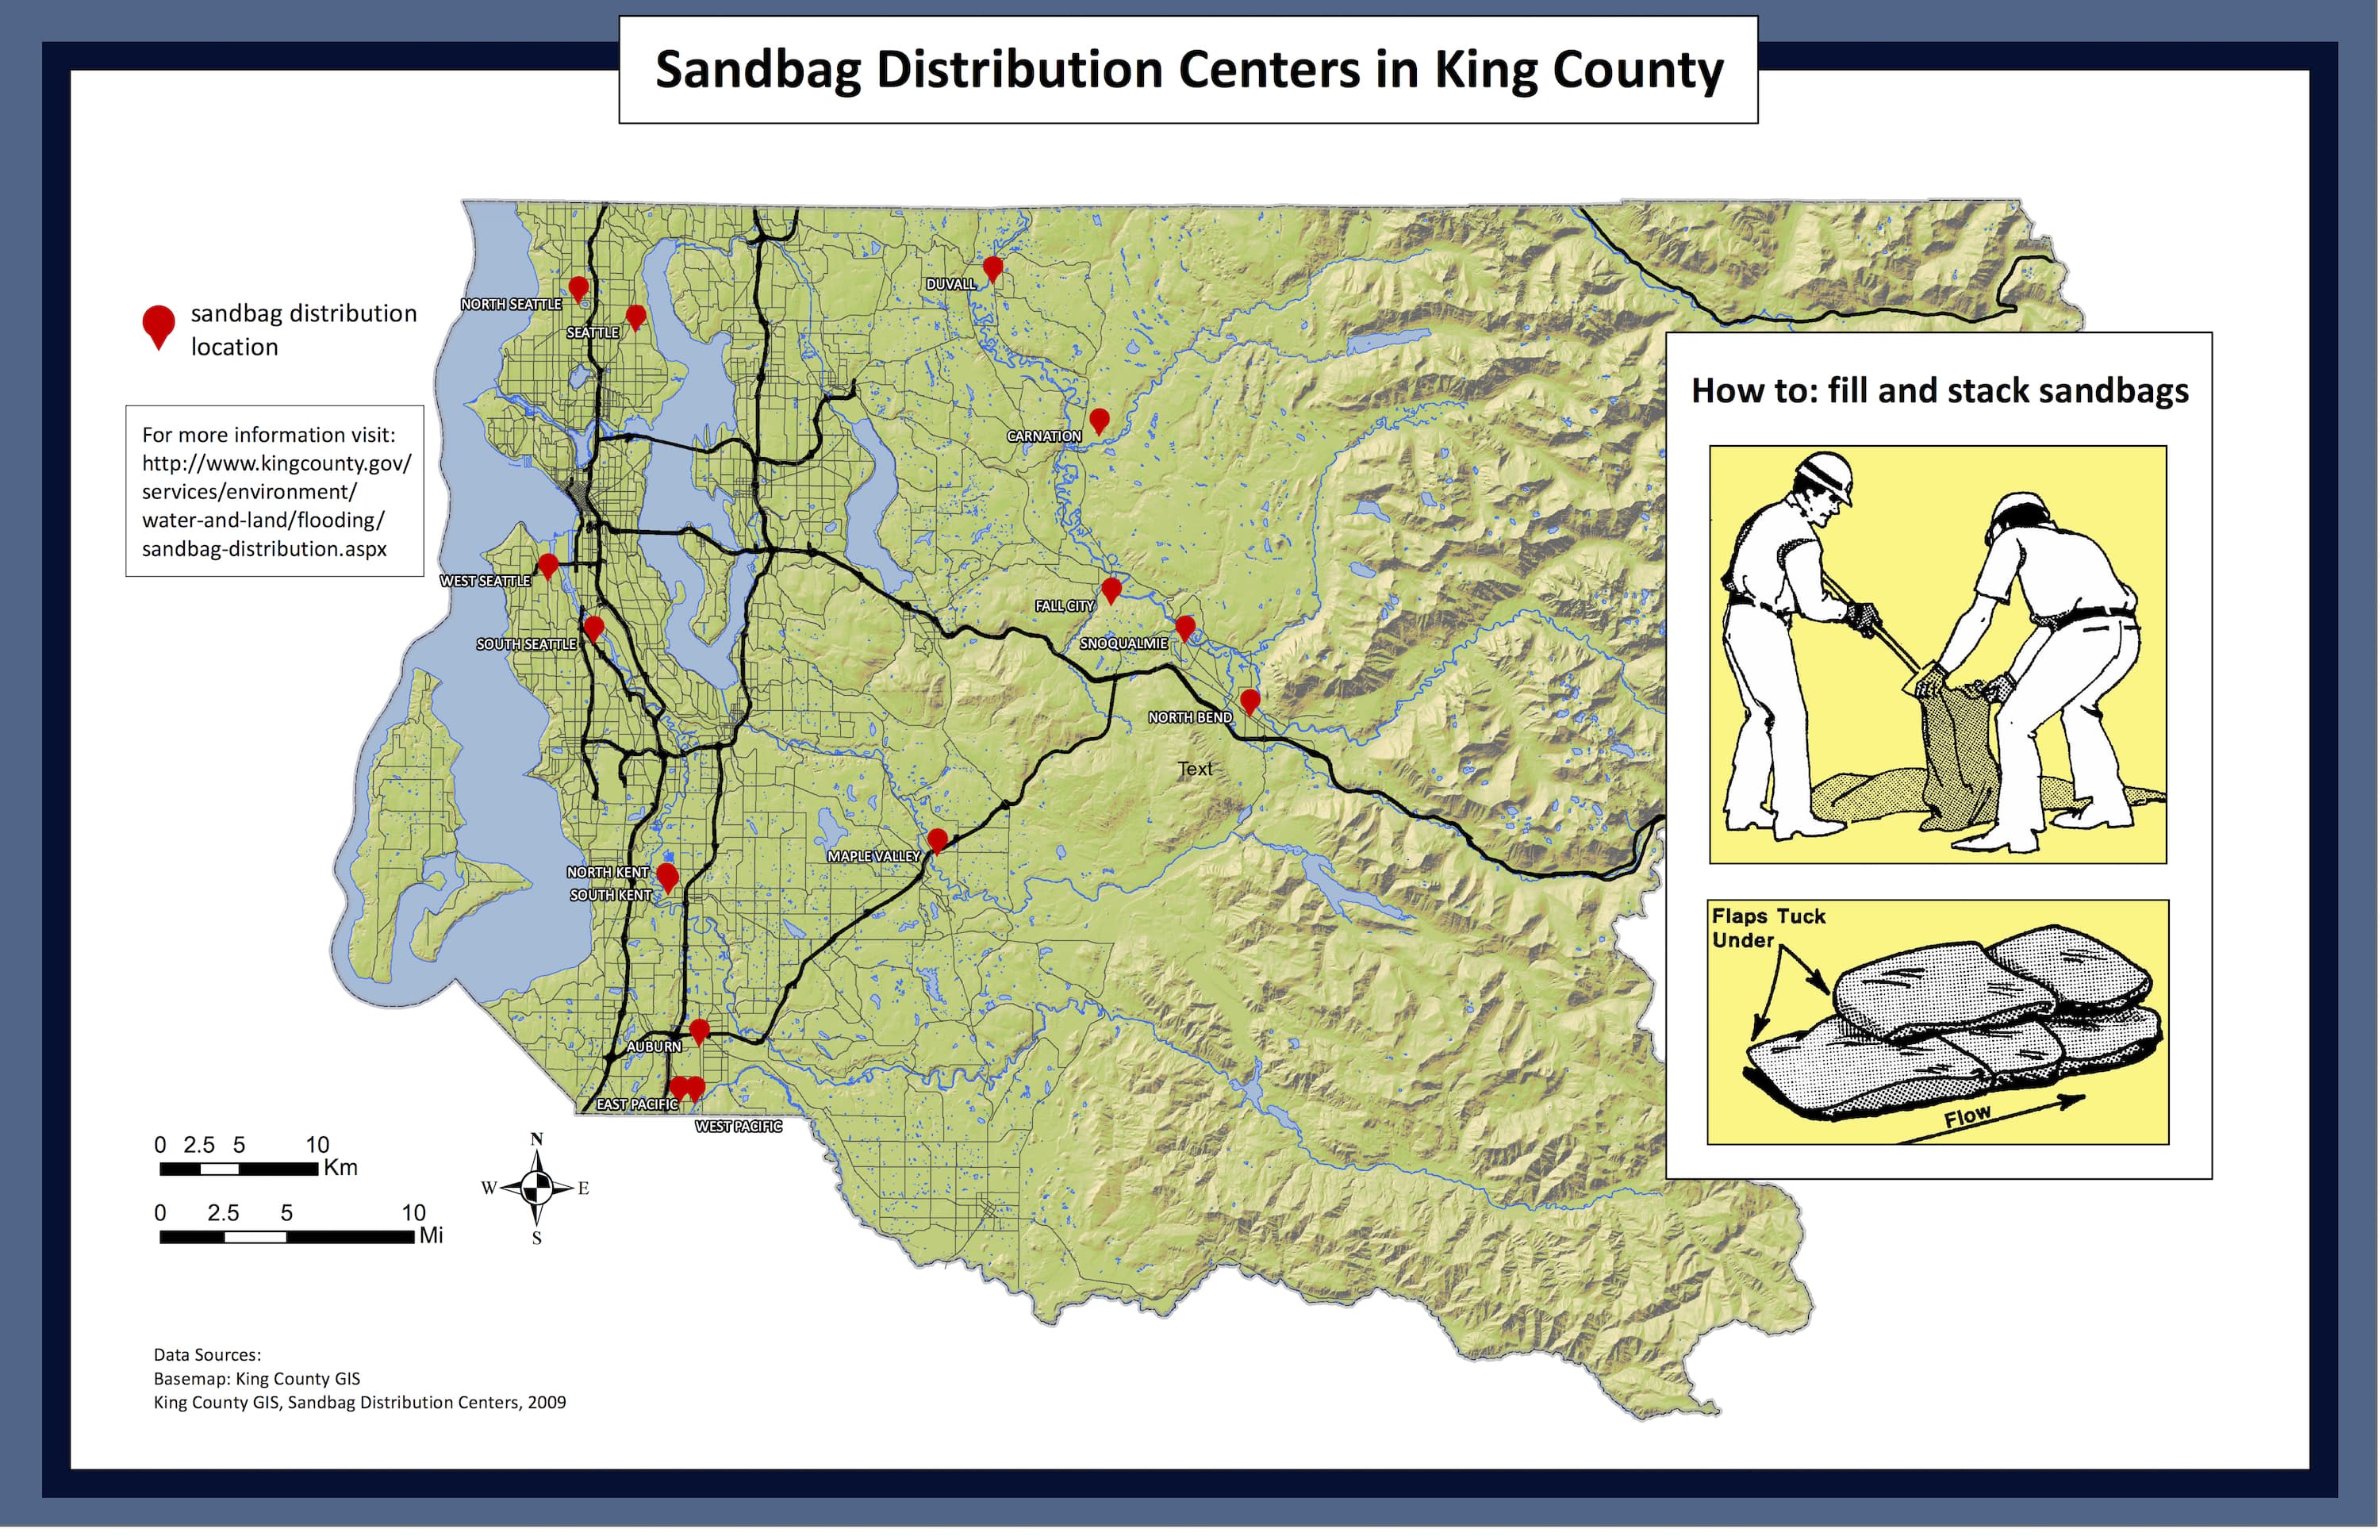 Sandbag Distribution Centers in King County
sandbag distribution
location
For more information visit:
http://www.kingcounty.gov/
services/environment/
water-and-land/flooding/
sandbag-distribution.aspx
NORTH SEATTLE
SEATTLE
DUVALL
CARNATION
WEST SEATTLE
SOUTH SEATTLE
FALL CITY
SNOQUALMIE
NORTH BEND
Text
MAPLE VALLEY
NORTH KENT
SOUTH KENT
AUBURN
EAST PACIFIC
WEST PACIFIC
How to: fill and stack sandbags
Flaps Tuck
Under
Flow
0 2.5 5 10
Km
0 2.5 5 10
Mi
N
W E
S
Data Sources:
Basemap: King County GIS
King County GIS, Sandbag Distribution Centers, 2009